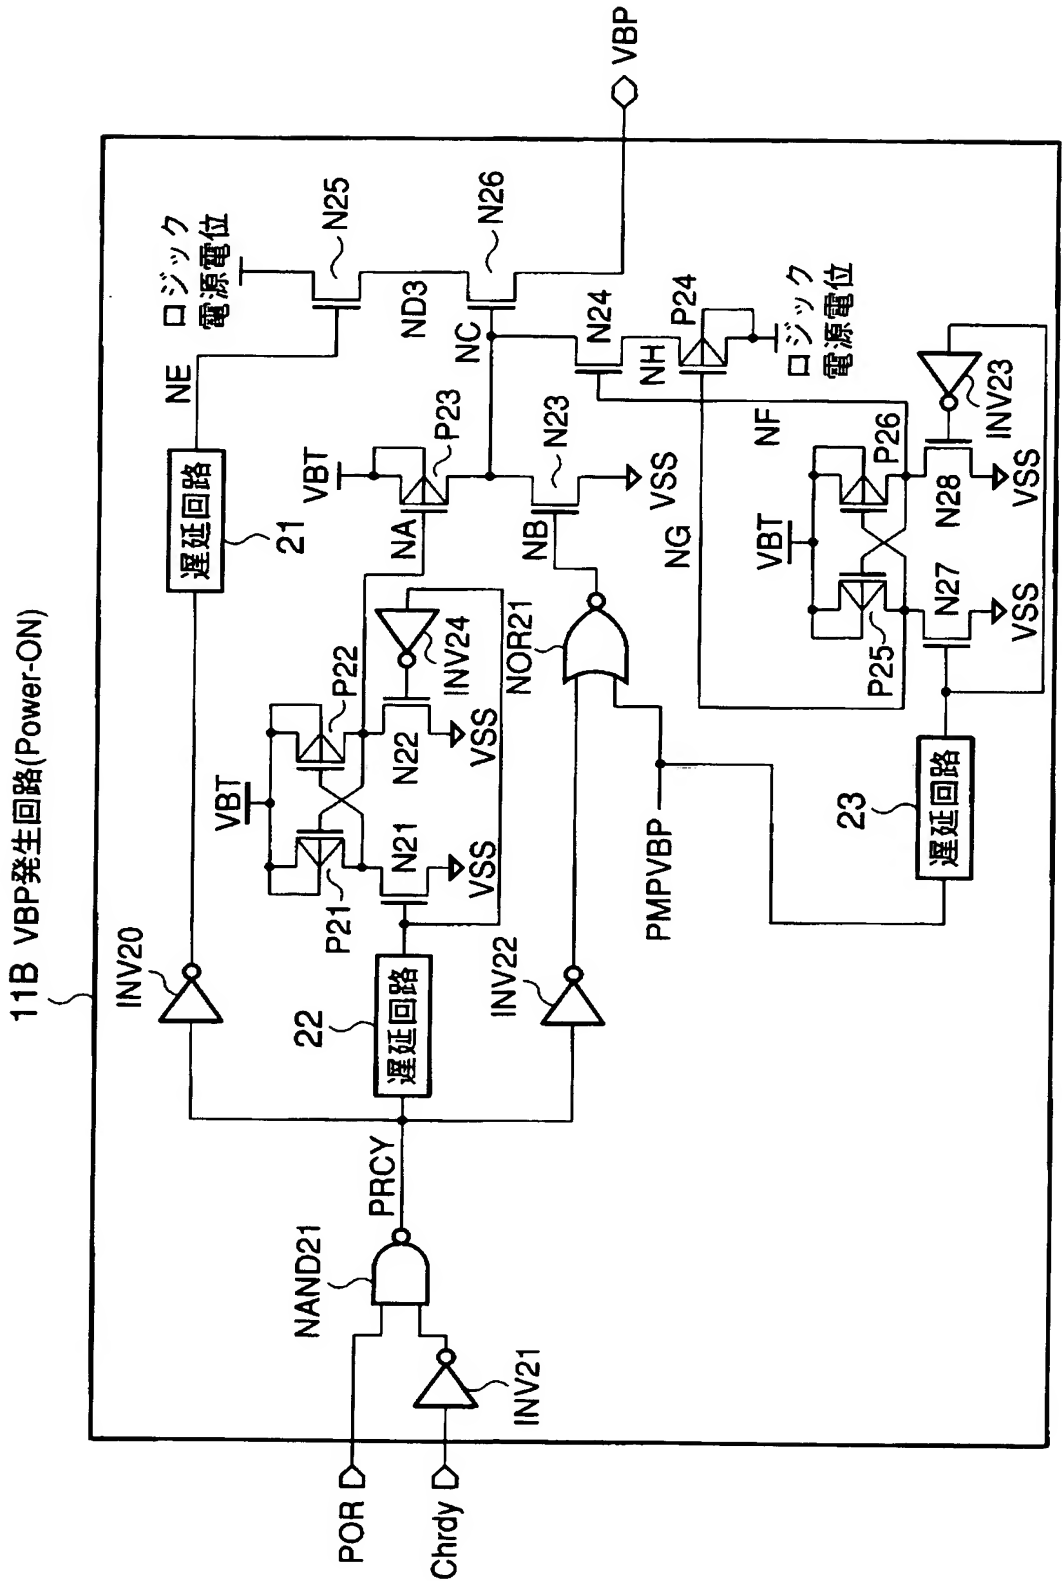 11B VBP発生回路(Power-ON)
POR
Chrdy
INV21
NAND21
PRCY
INV20
遅延回路
21
NE
ロジック
電源電位
N25
ND3
N26
NC
VBP
遅延回路
22
VBT
P21
P22
N21
N22
VSS
VSS
INV24
NA
VBT
P23
NB
N23
VSS
INV22
NOR21
PMPVBP
N24
NH
P24
ロジック
電源電位
NG
NF
遅延回路
23
VBT
P25
P26
N27
N28
VSS
VSS
INV23